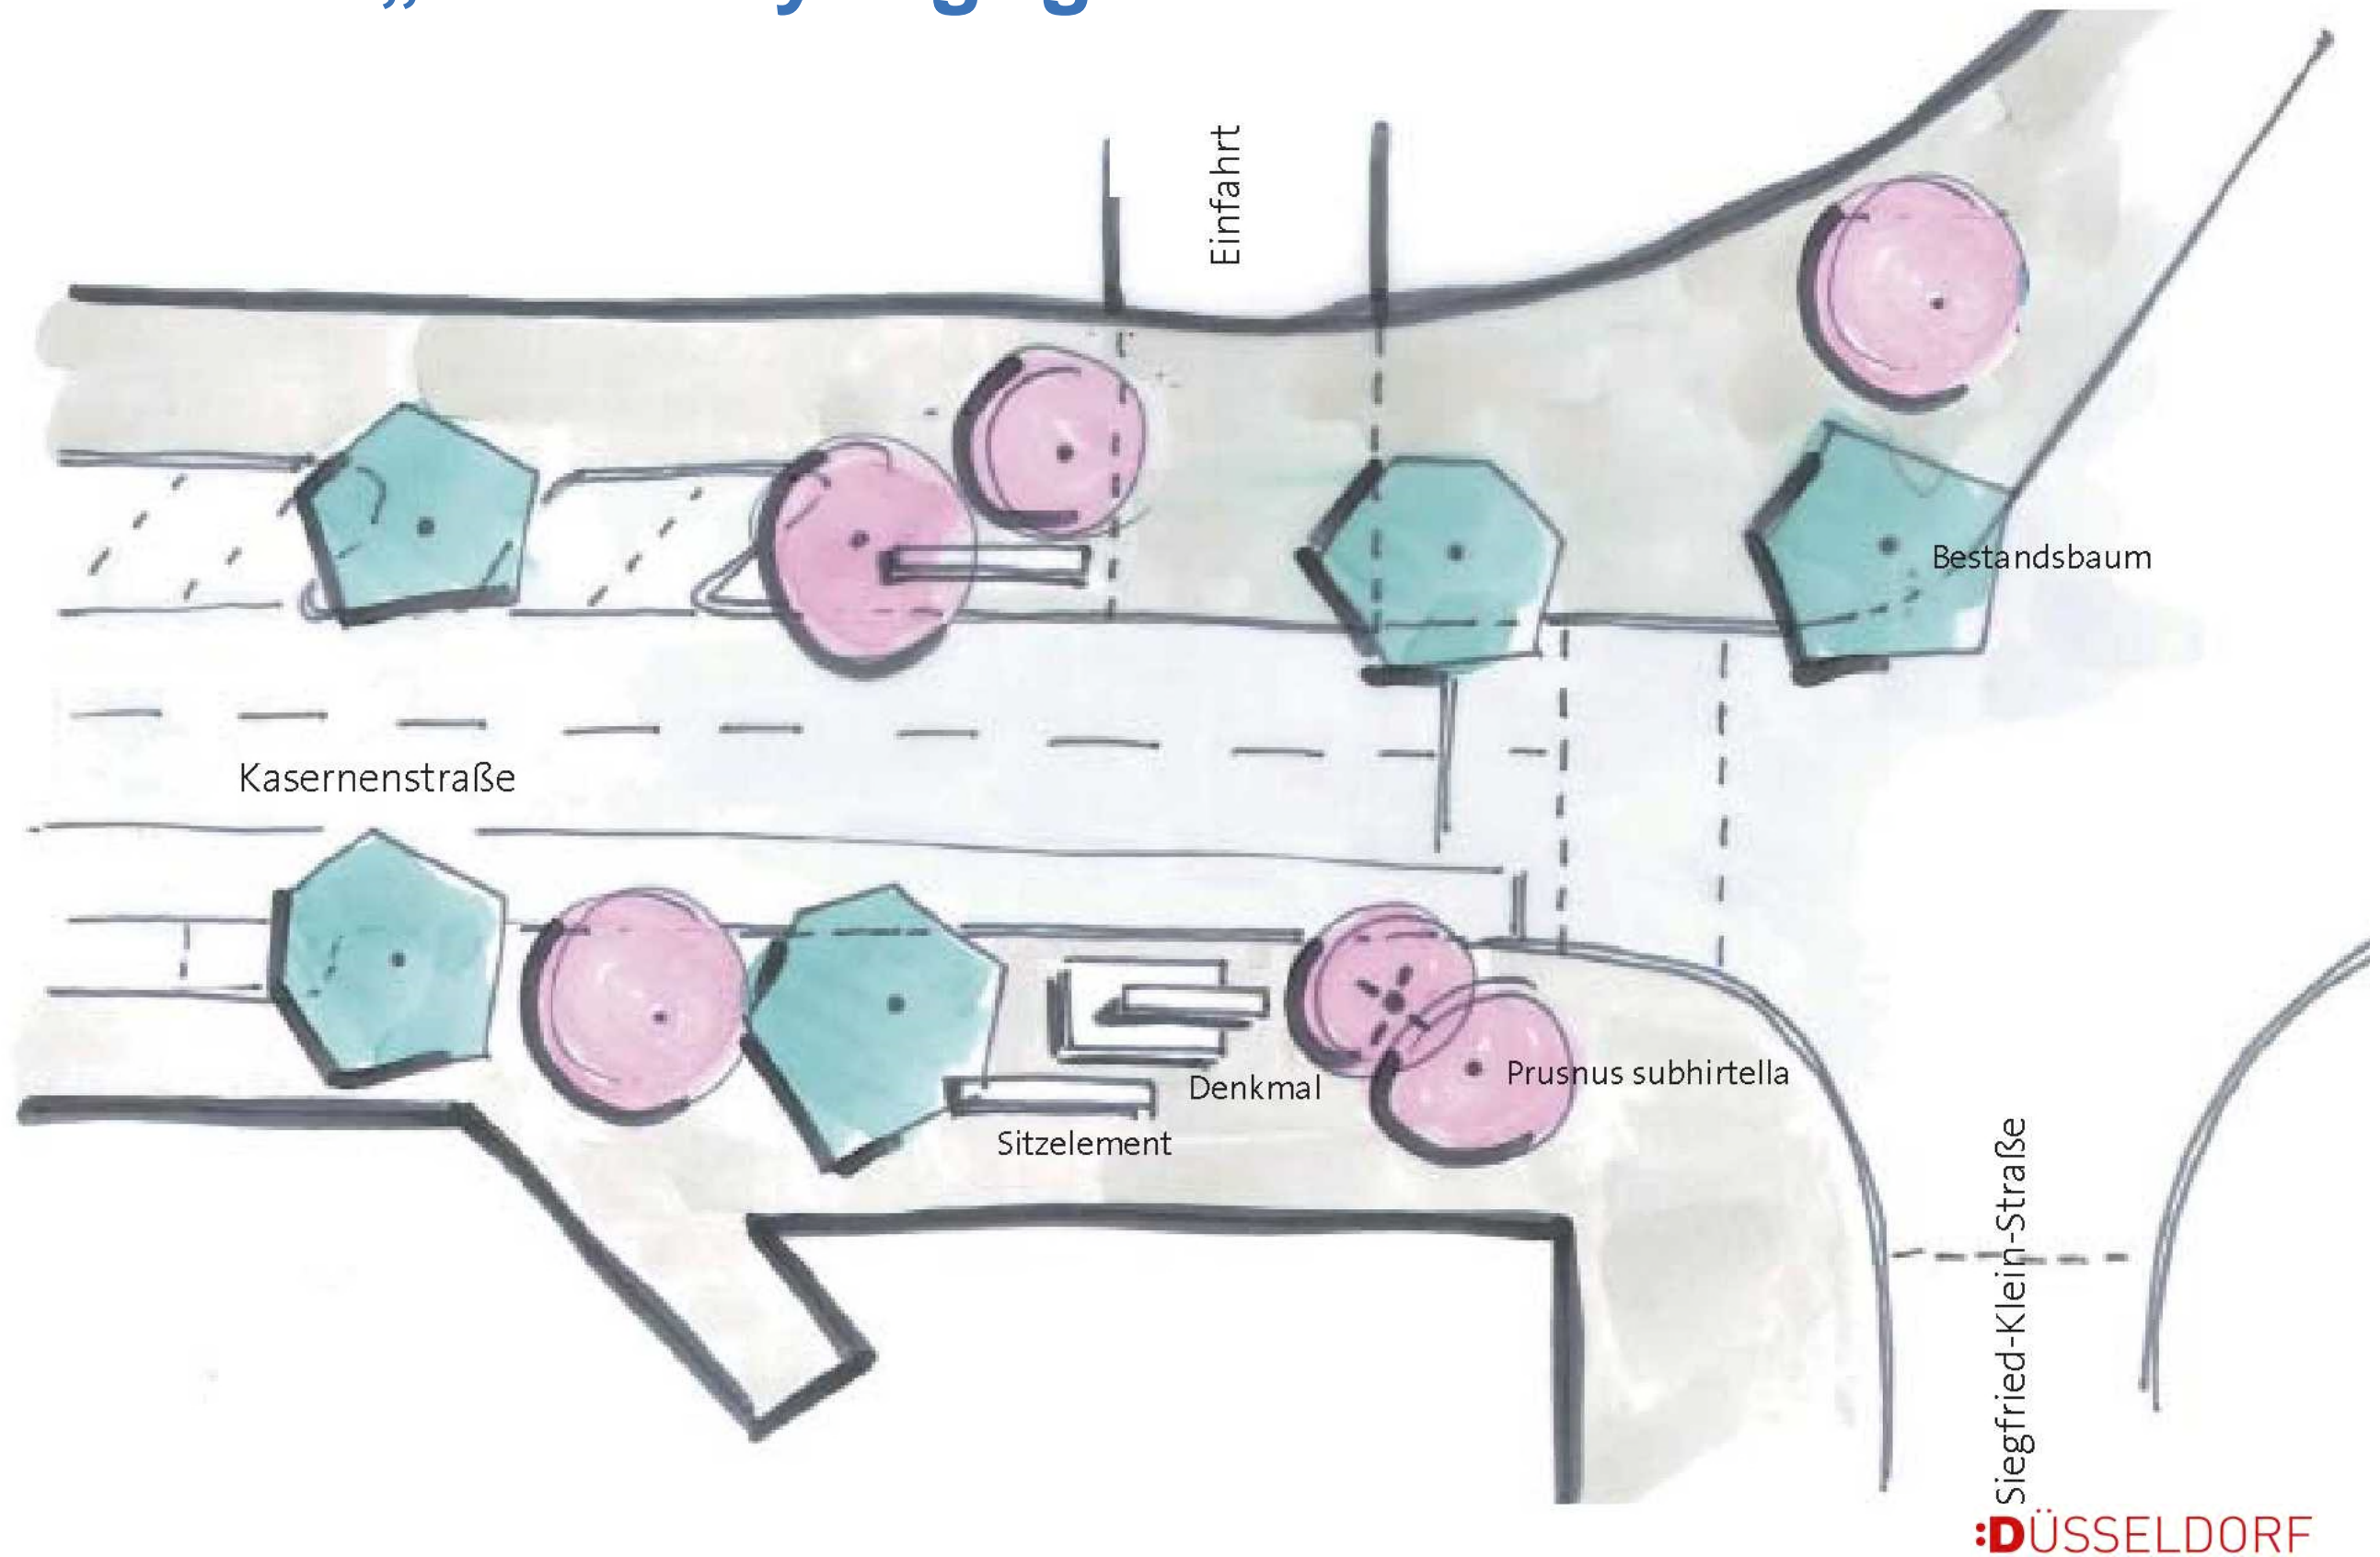 Einfahrt
Bestandsbaum
Kasernenstraße
Denkmal
Prusnus subhirtella
Sitzelement
Siegfried-Klein-Straße
:DÜSSELDORF